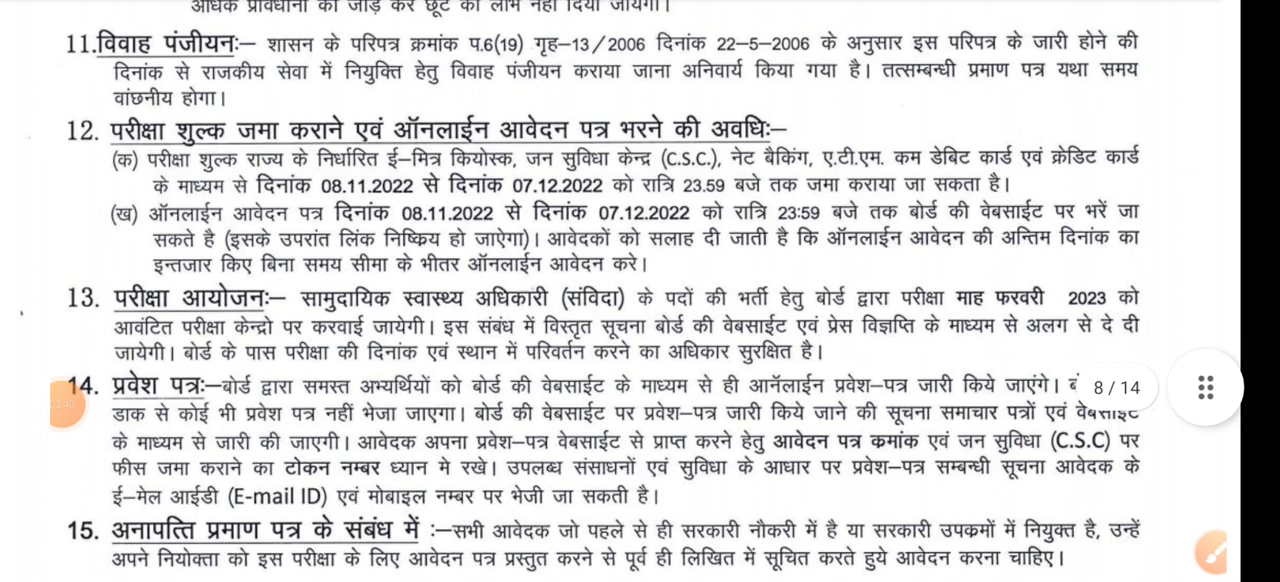 अधिक प्रावधानों को जोड़ कर छूट का लाभ नहीं दिया जायेगा।
11.विवाह पंजीयनः– शासन के परिपत्र क्रमांक प.6(19) गृह–13/2006 दिनांक 22–5–2006 के अनुसार इस परिपत्र के जारी होने की
दिनांक से राजकीय सेवा में नियुक्ति हेतु विवाह पंजीयन कराया जाना अनिवार्य किया गया है। तत्सम्बन्धी प्रमाण पत्र यथा समय
वांछनीय होगा।
12. परीक्षा शुल्क जमा कराने एवं ऑनलाईन आवेदन पत्र भरने की अवधिः–
(क) परीक्षा शुल्क राज्य के निर्धारित ई–मित्र कियोस्क, जन सुविधा केन्द्र (C.S.C.), नेट बैकिंग, ए.टी.एम. कम डेबिट कार्ड एवं क्रेडिट कार्ड
के माध्यम से दिनांक 08.11.2022 से दिनांक 07.12.2022 को रात्रि 23.59 बजे तक जमा कराया जा सकता है।
(ख) ऑनलाईन आवेदन पत्र दिनांक 08.11.2022 से दिनांक 07.12.2022 को रात्रि 23:59 बजे तक बोर्ड की वेबसाईट पर भरें जा
सकते है (इसके उपरांत लिंक निष्क्रिय हो जाऐगा)। आवेदकों को सलाह दी जाती है कि ऑनलाईन आवेदन की अन्तिम दिनांक का
इन्तजार किए बिना समय सीमा के भीतर ऑनलाईन आवेदन करे।
13. परीक्षा आयोजनः– सामुदायिक स्वास्थ्य अधिकारी (संविदा) के पदों की भर्ती हेतु बोर्ड द्वारा परीक्षा माह फरवरी 2023 को
आवंटित परीक्षा केन्द्रो पर करवाई जायेगी। इस संबंध में विस्तृत सूचना बोर्ड की वेबसाईट एवं प्रेस विज्ञप्ति के माध्यम से अलग से दे दी
जायेगी। बोर्ड के पास परीक्षा की दिनांक एवं स्थान में परिवर्तन करने का अधिकार सुरक्षित है।
14. प्रवेश पत्रः–बोर्ड द्वारा समस्त अभ्यर्थियों को बोर्ड की वेबसाईट के माध्यम से ही आनॅलाईन प्रवेश–पत्र जारी किये जाएंगे।
8 / 14
23:40
डाक से कोई भी प्रवेश पत्र नहीं भेजा जाएगा। बोर्ड की वेबसाईट पर प्रवेश–पत्र जारी किये जाने की सूचना समाचार पत्रों एवं वेबसाईट
के माध्यम से जारी की जाएगी। आवेदक अपना प्रवेश–पत्र वेबसाईट से प्राप्त करने हेतु आवेदन पत्र कमांक एवं जन सुविधा (C.S.C) पर
फीस जमा कराने का टोकन नम्बर ध्यान मे रखे। उपलब्ध संसाधनों एवं सुविधा के आधार पर प्रवेश–पत्र सम्बन्धी सूचना आवेदक के
ई–मेल आईडी (E-mail ID) एवं मोबाइल नम्बर पर भेजी जा सकती है।
15. अनापत्ति प्रमाण पत्र के संबंध में :–सभी आवेदक जो पहले से ही सरकारी नौकरी में है या सरकारी उपकमों में नियुक्त है, उन्हें
अपने नियोक्ता को इस परीक्षा के लिए आवेदन पत्र प्रस्तुत करने से पूर्व ही लिखित में सूचित करते हुये आवेदन करना चाहिए।